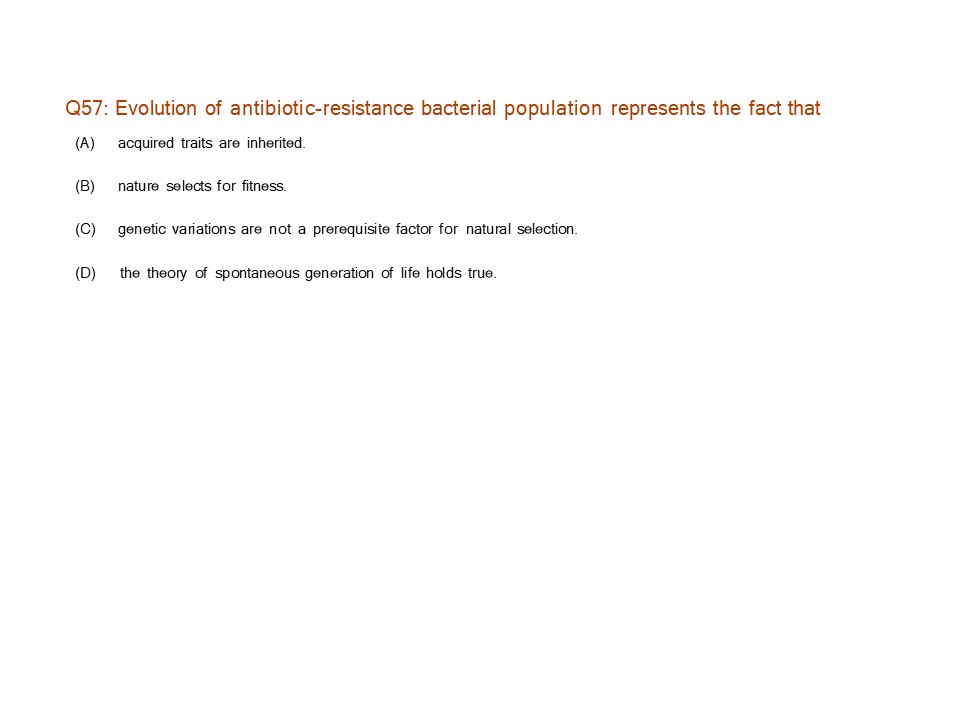 Q57: Evolution of antibiotic-resistance bacterial population represents the fact that
(A) acquired traits are inherited.
(B) nature selects for fitness.
(C) genetic variations are not a prerequisite factor for natural selection.
(D) the theory of spontaneous generation of life holds true.